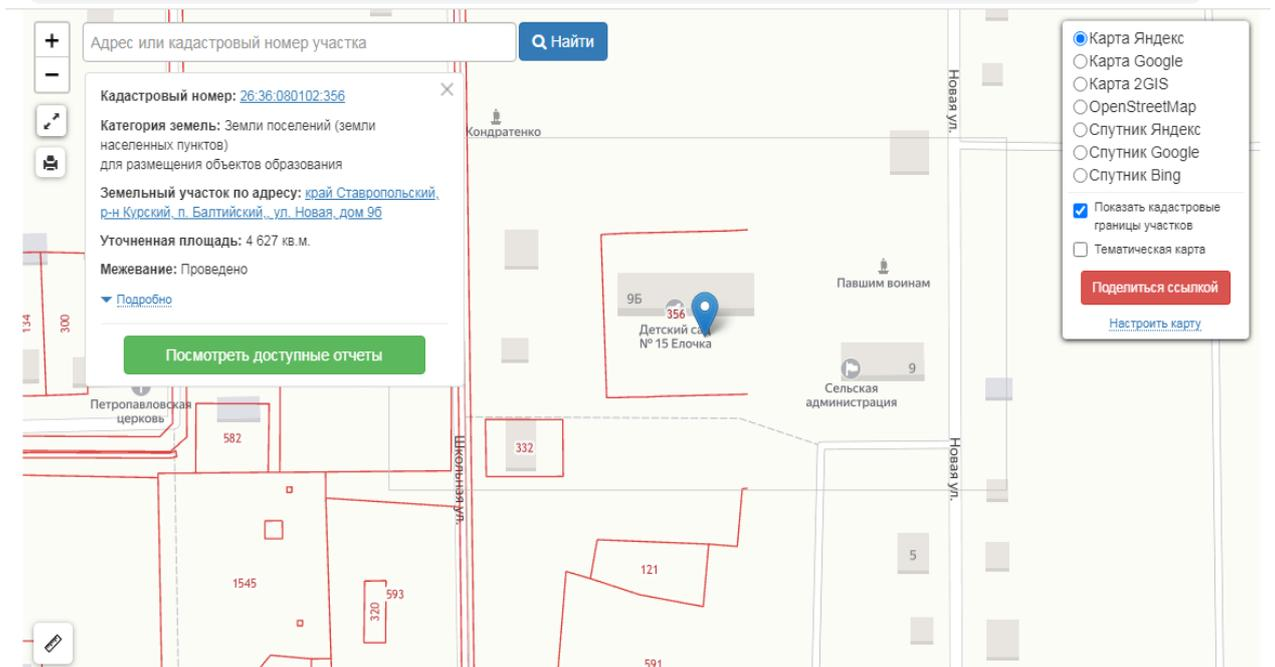 Адрес или кадастровый номер участка
Найти
Кадастровый номер: 26:36:080102:356
Категория земель: Земли поселений (земли
населенных пунктов)
для размещения объектов образования
Земельный участок по адресу: край Ставропольский,
р-н Курский, п. Балтийский,, ул. Новая, дом 9б
Уточненная площадь: 4 627 кв.м.
Межевание: Проведено
Подробно
Посмотреть доступные отчеты
Карта Яндекс
Карта Google
Карта 2GIS
OpenStreetMap
Спутник Яндекс
Спутник Google
Спутник Bing
Показать кадастровые
границы участков
Тематическая карта
Поделиться ссылкой
Настроить карту
Кондратенко
Новая ул.
Павшим воинам
9Б
356
Детский са
№ 15 Елочка
9
Сельская
администрация
134
300
Петропавловская
церковь
582
332
Школьная ул.
Новая ул.
5
121
1545
593
320
591